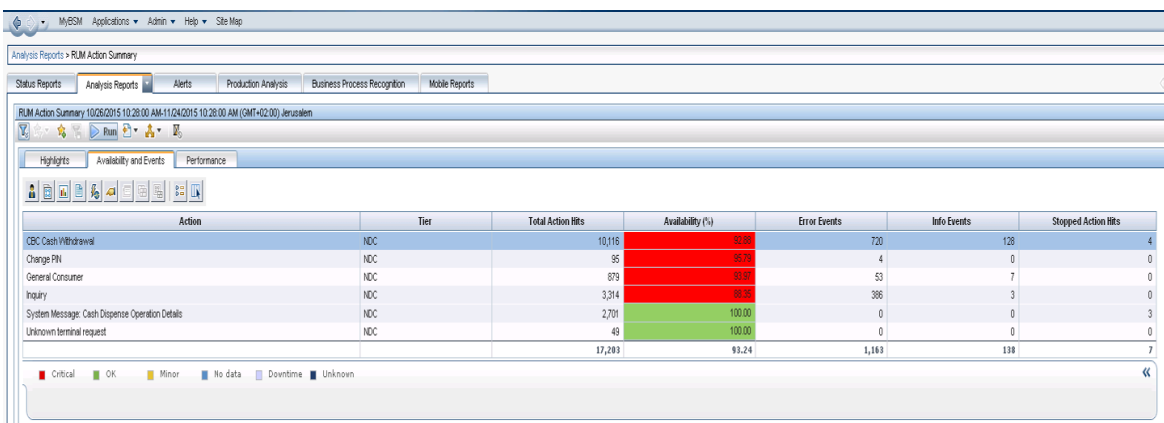 MyBSM Applications Admin Help Site Map
Analysis Reports > RUM Action Summary
Status Reports Analysis Reports Alerts Production Analysis Business Process Recognition Mobile Reports
RUM Action Summary 10/26/2015 10:28:00 AM-11/24/2015 10:28:00 AM (GMT+02:00) Jerusalem
Run
Highlights Availability and Events Performance
Action Tier Total Action Hits Availability (%) Error Events Info Events Stopped Action Hits
CBC Cash Withdrawal NDC 10,116 92.88 720 128 4
Change PIN NDC 95 95.79 4 0 0
General Consumer NDC 879 93.97 53 7 0
Inquiry NDC 3,314 88.35 386 3 0
System Message: Cash Dispense Operation Details NDC 2,701 100.00 0 0 3
Unknown terminal request NDC 49 100.00 0 0 0
17,203 93.24 1,163 138 7
Critical OK Minor No data Downtime Unknown